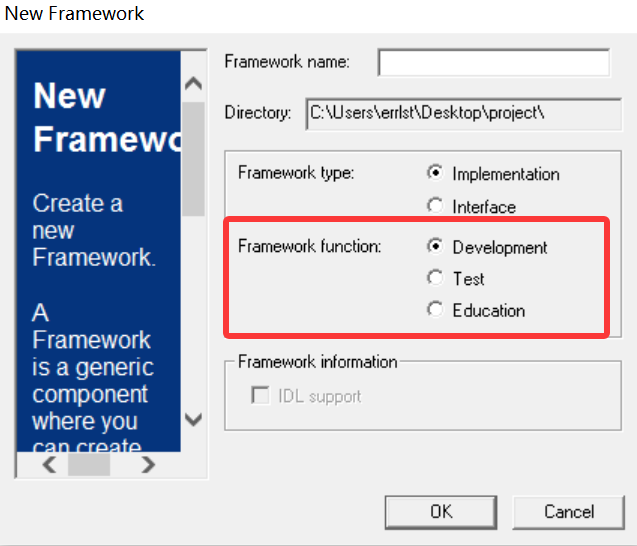 New Framework
New
Framewo
Create a
new
Framework.
A
Framework
is a generic
component
where you
can create
Framework name:
Directory: C:\Users\errlst\Desktop\project\
Framework type: Implementation
Interface
Framework function: Development
Test
Education
Framework information
IDL support
OK Cancel